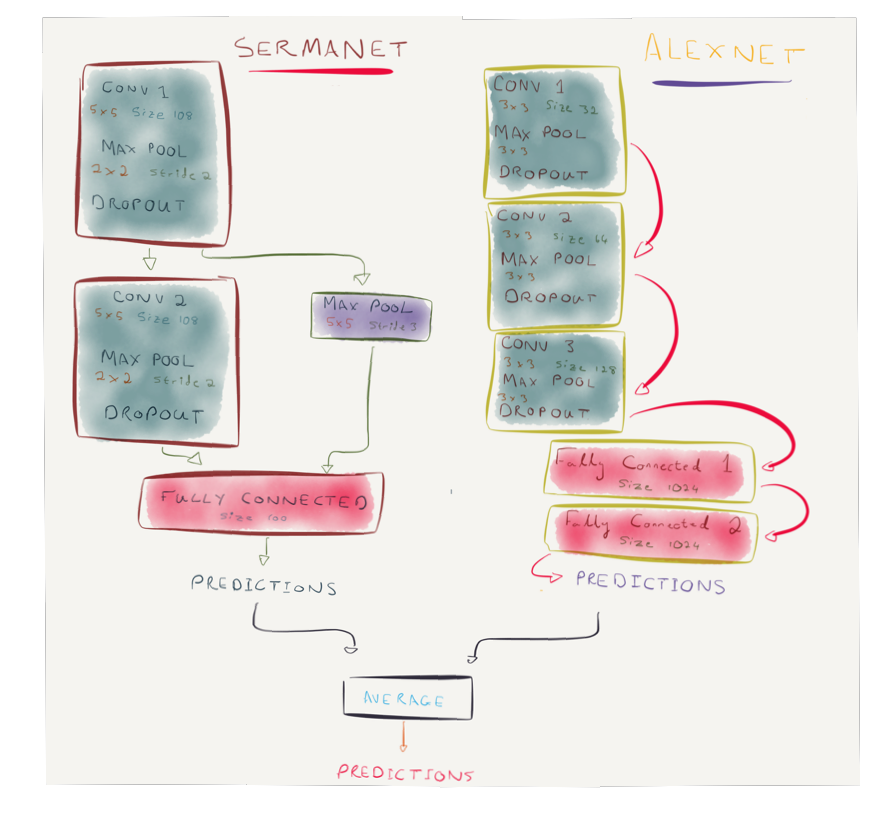 SERMANET
CONV 1
5x5 Size 108
MAX POOL
2x2 Stride 2
DROPOUT
CONV 2
5x5 Size 108
MAX POOL
2x2 Stride 2
DROPOUT
MAX POOL
5x5 Stride 3
FULLY CONNECTED
Size 100
PREDICTIONS
ALEXNET
CONV 1
3x3 Size 32
MAX POOL
3x3
DROPOUT
CONV 2
3x3 Size 64
MAX POOL
3x3
DROPOUT
CONV 3
3x3 Size 128
MAX POOL
3x3
DROPOUT
Fully Connected 1
Size 1024
Fully Connected 2
Size 1024
PREDICTIONS
AVERAGE
PREDICTIONS